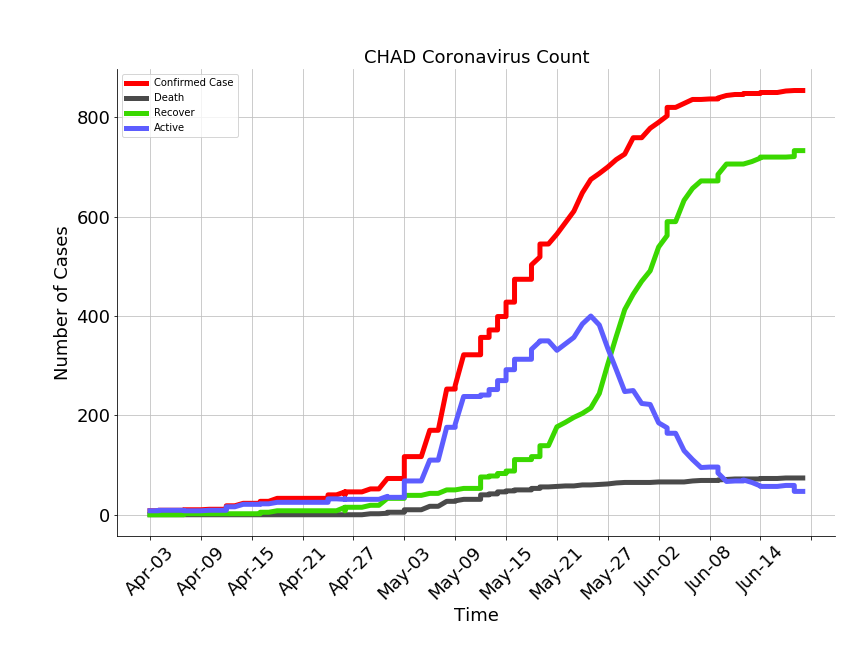 CHAD Coronavirus Count
Confirmed Case
Death
Recover
Active
800
600
400
200
0
Number of Cases
Apr-03
Apr-09
Apr-15
Apr-21
Apr-27
May-03
May-09
May-15
May-21
May-27
Jun-02
Jun-08
Jun-14
Time